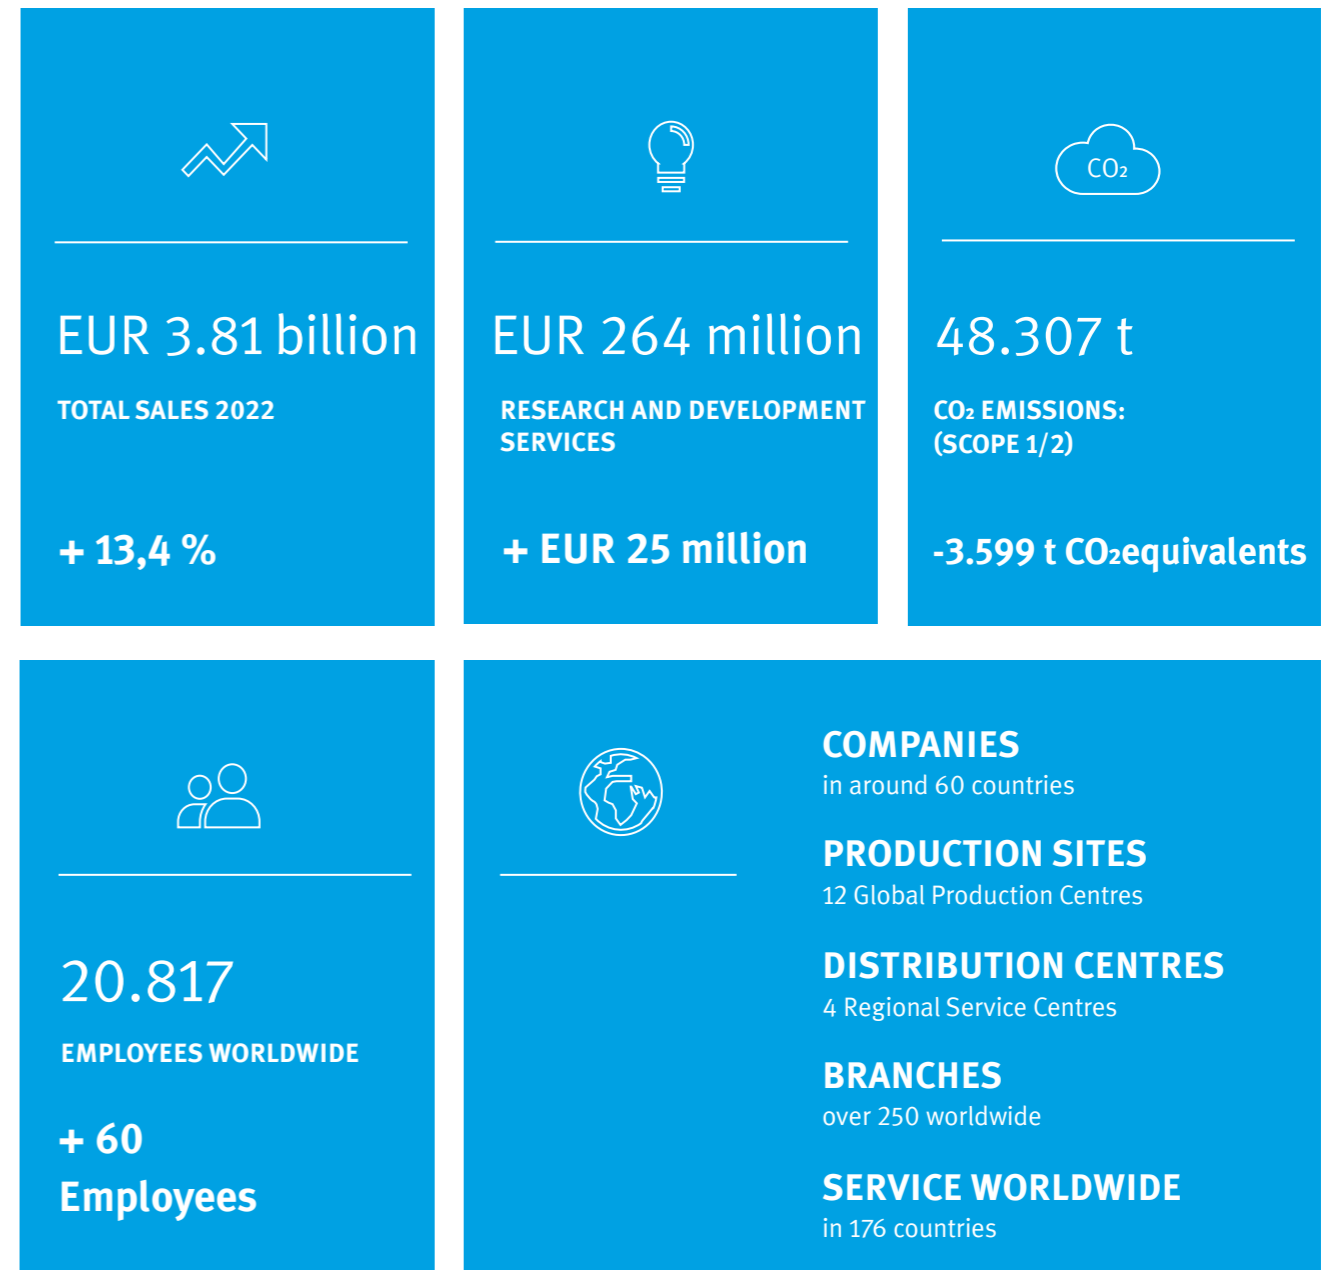 EUR 3.81 billion
TOTAL SALES 2022
+ 13,4 %
EUR 264 million
RESEARCH AND DEVELOPMENT
SERVICES
+ EUR 25 million
CO₂
48.307 t
CO₂ EMISSIONS:
(SCOPE 1/2)
-3.599 t CO₂equivalents
20.817
EMPLOYEES WORLDWIDE
+ 60
Employees
COMPANIES
in around 60 countries
PRODUCTION SITES
12 Global Production Centres
DISTRIBUTION CENTRES
4 Regional Service Centres
BRANCHES
over 250 worldwide
SERVICE WORLDWIDE
in 176 countries